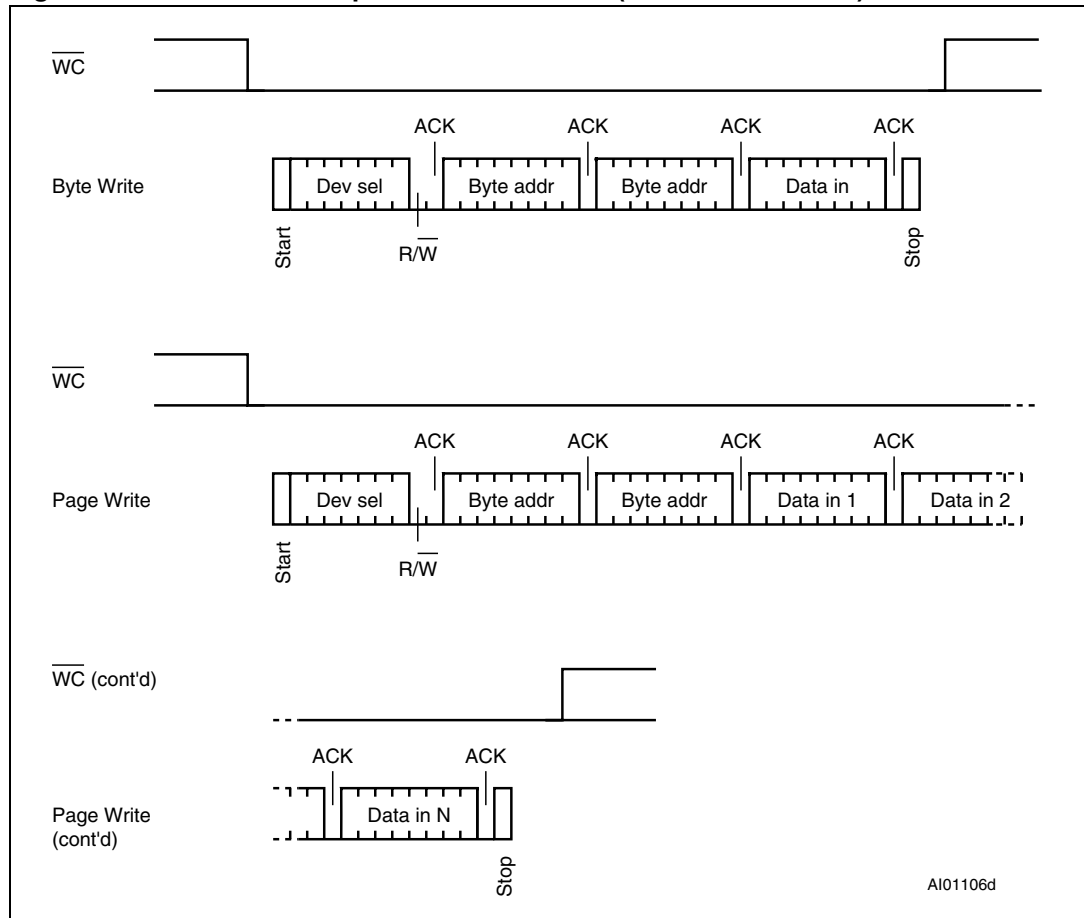 WC
ACK ACK ACK ACK
Byte Write
Dev sel Byte addr Byte addr Data in
Start R/W Stop
WC
ACK ACK ACK ACK
Page Write
Dev sel Byte addr Byte addr Data in 1 Data in 2
Start R/W
WC (cont'd)
ACK ACK
Page Write
(cont'd)
Data in N
Stop
AI01106d